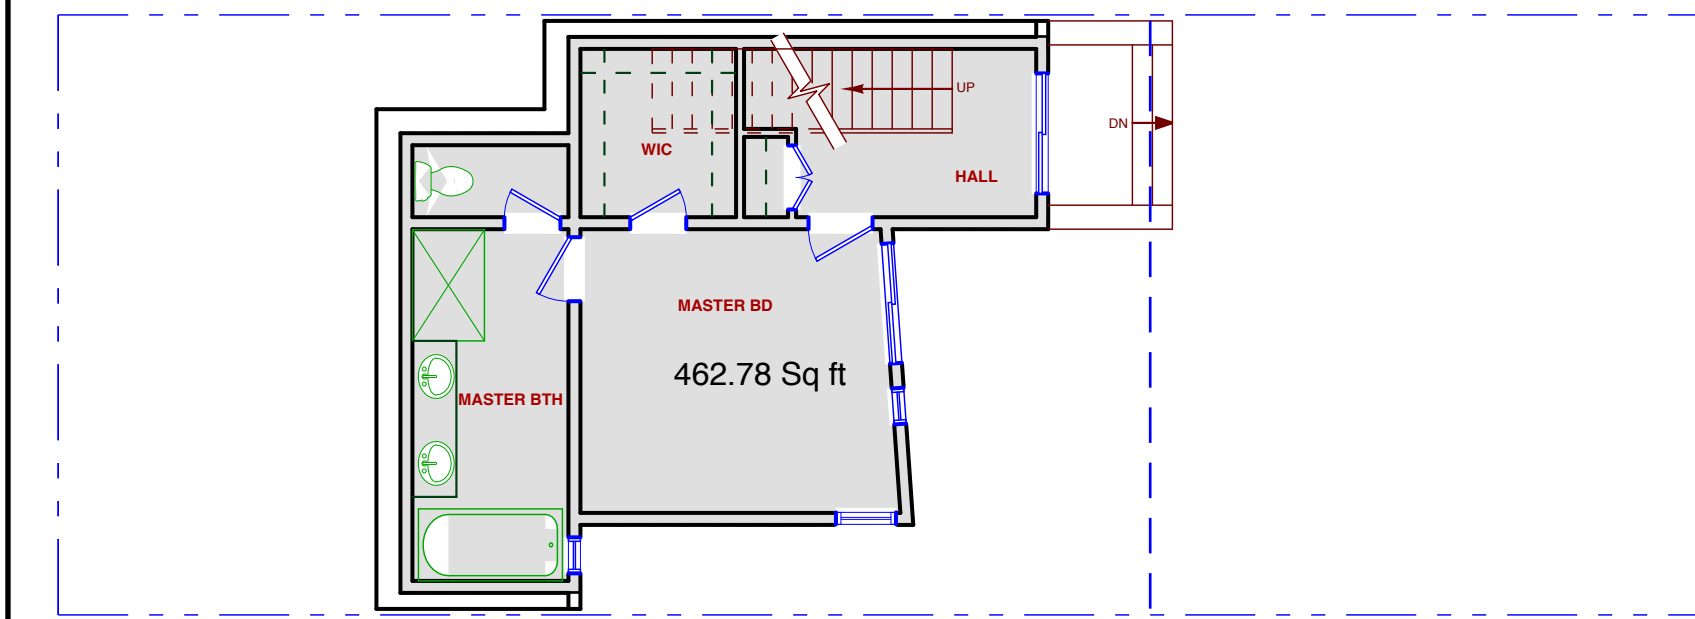 UP
DN
WIC
HALL
MASTER BD
462.78 Sq ft
MASTER BTH